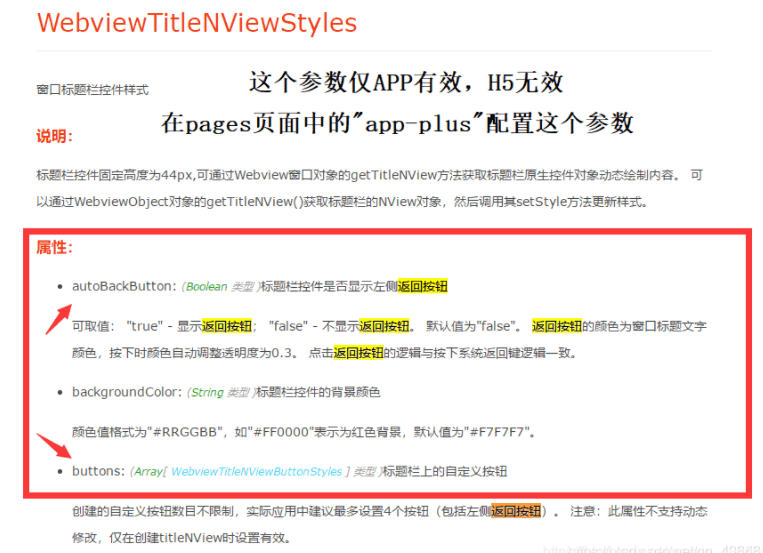 WebviewTitleNViewStyles
窗口标题栏控件样式
这个参数仅APP有效，H5无效
在pages页面中的"app-plus"配置这个参数
说明：
标题栏控件固定高度为44px,可通过Webview窗口对象的getTitleNView方法获取标题栏原生控件对象动态绘制内容。 可
以通过WebviewObject对象的getTitleNView()获取标题栏的NView对象，然后调用其setStyle方法更新样式。
属性：
autoBackButton: (Boolean 类型 )标题栏控件是否显示左侧返回按钮
可取值： "true" - 显示返回按钮； "false" - 不显示返回按钮。 默认值为"false"。 返回按钮的颜色为窗口标题文字
颜色，按下时颜色自动调整透明度为0.3。 点击返回按钮的逻辑与按下系统返回键逻辑一致。
backgroundColor: (String 类型 )标题栏控件的背景颜色
颜色值格式为"#RRGGBB"，如"#FF0000"表示为红色背景，默认值为"#F7F7F7"。
buttons: (Array[ WebviewTitleNViewButtonStyles ] 类型 )标题栏上的自定义按钮
创建的自定义按钮数目不限制，实际应用中建议最多设置4个按钮（包括左侧返回按钮）。 注意：此属性不支持动态
修改，仅在创建titleNView时设置有效。